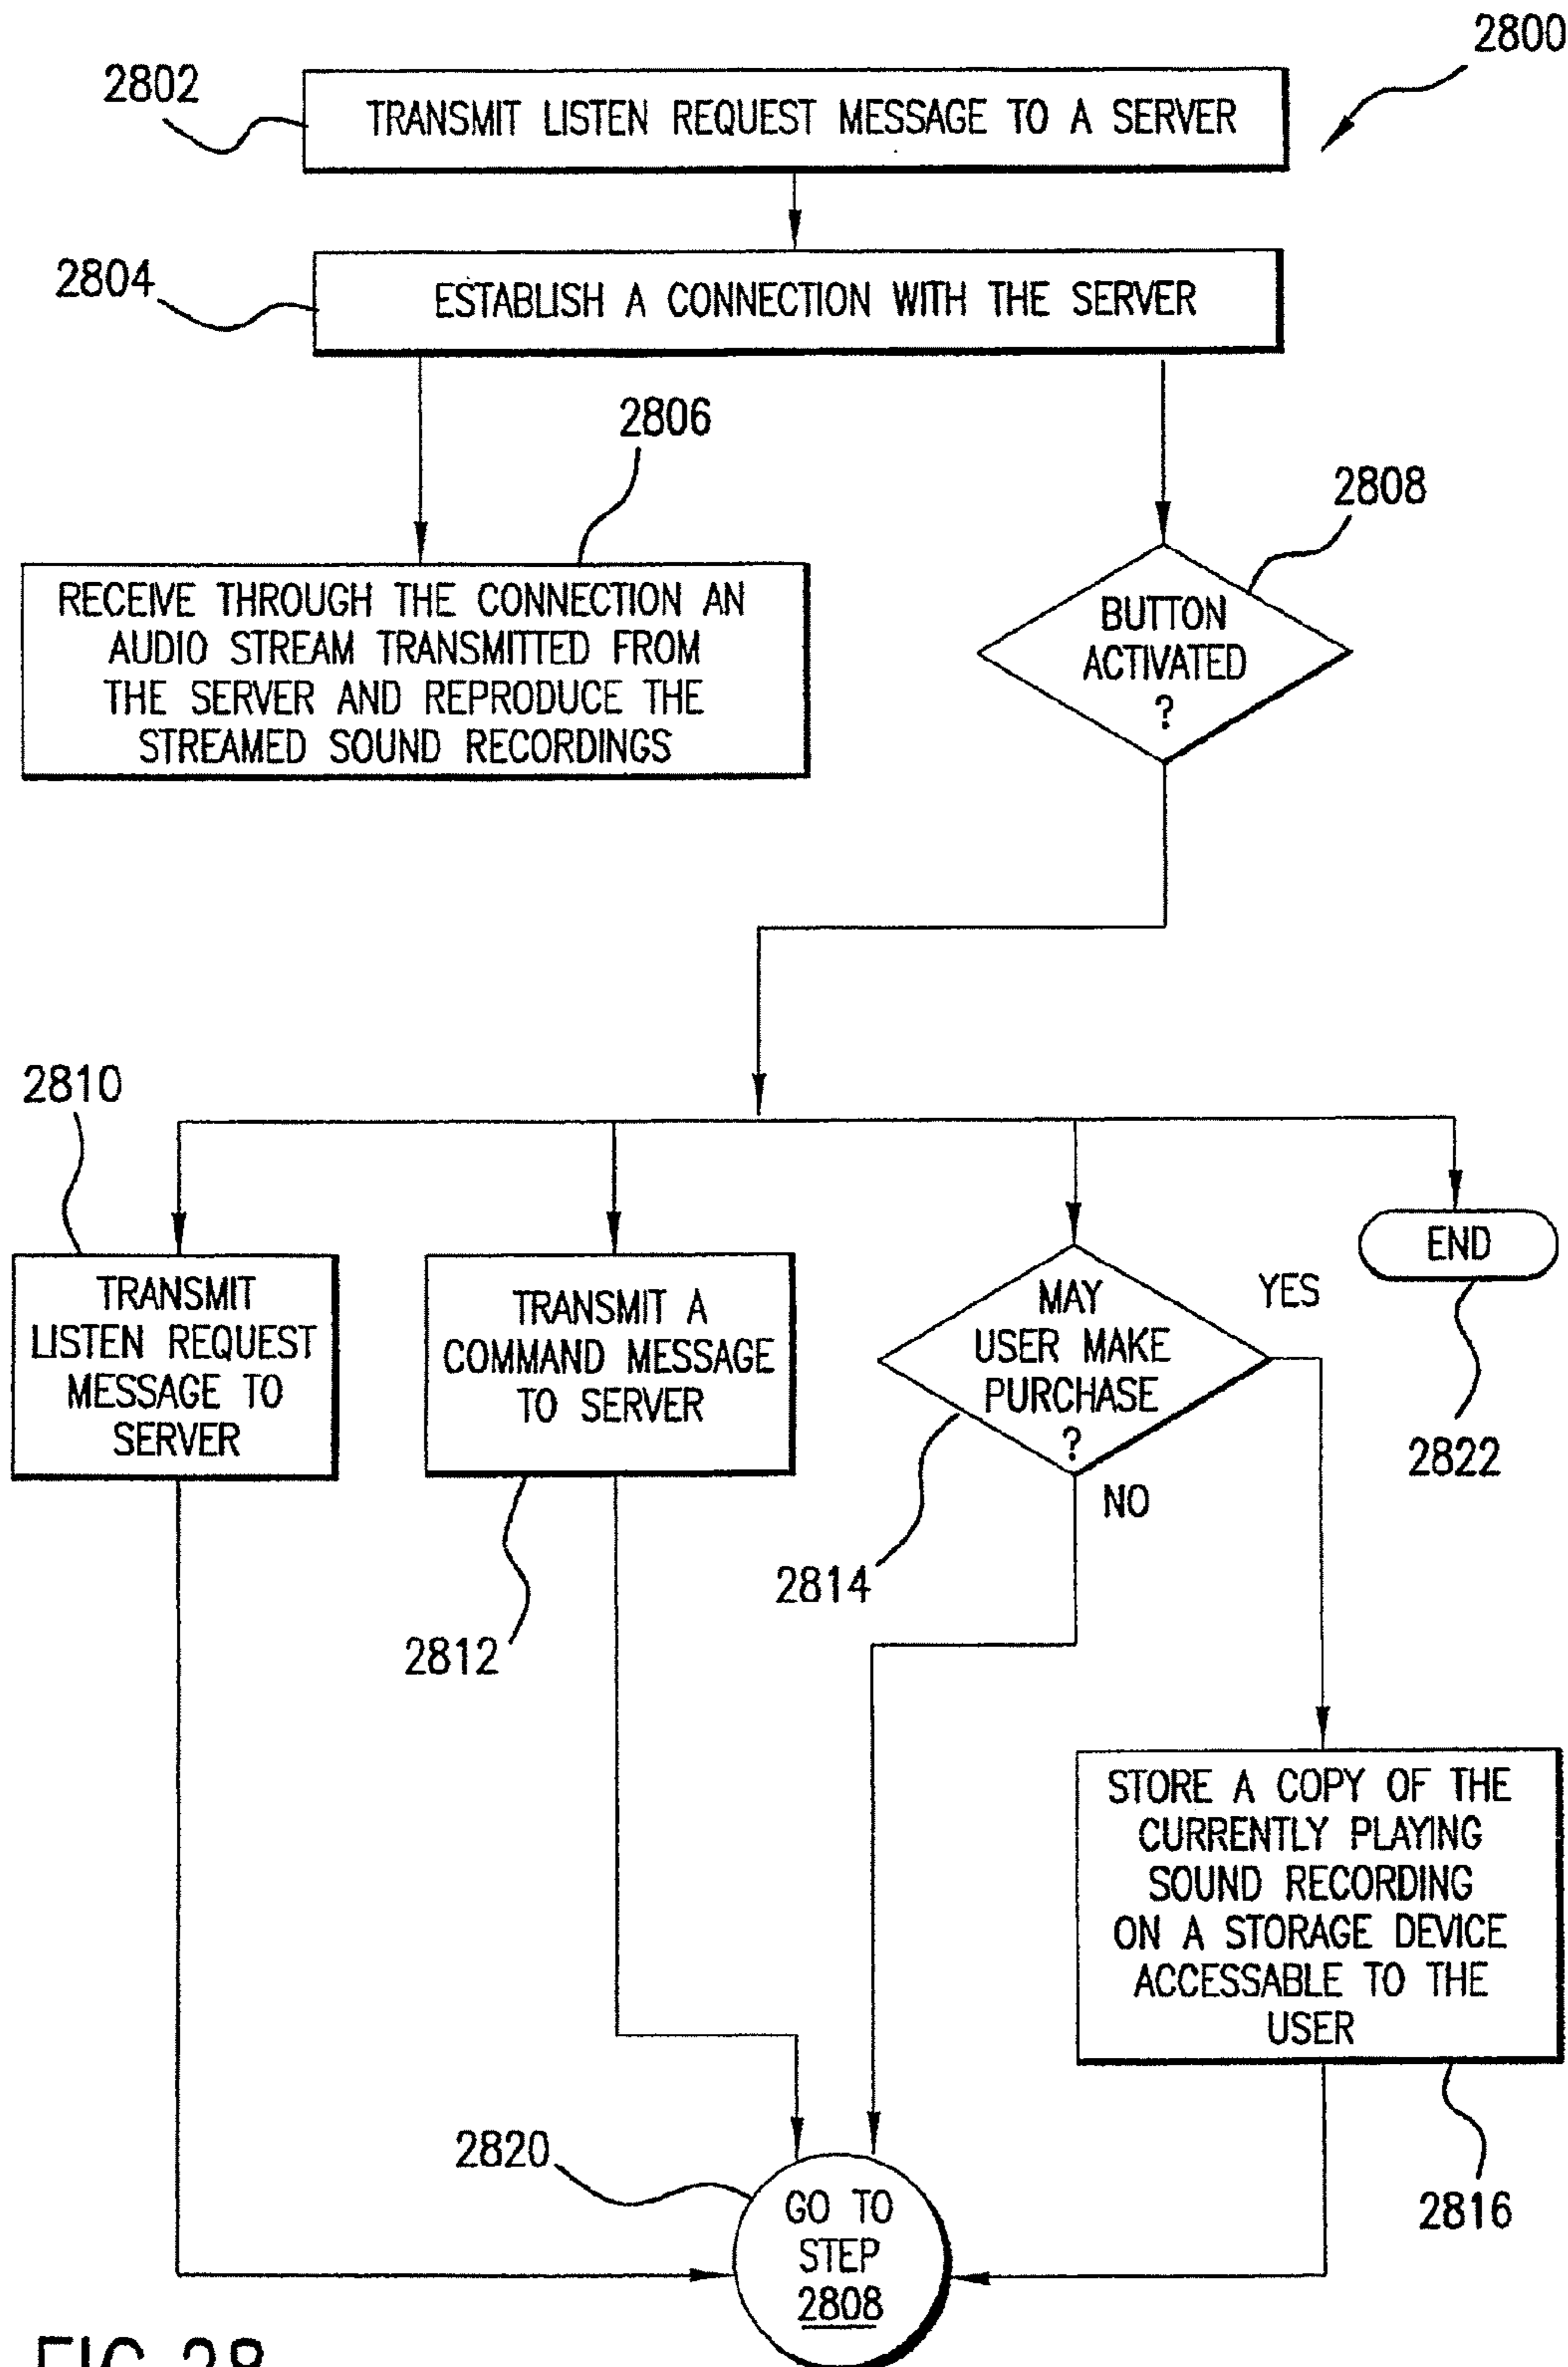 2800
2802
TRANSMIT LISTEN REQUEST MESSAGE TO A SERVER
2804
ESTABLISH A CONNECTION WITH THE SERVER
2806
2808
RECEIVE THROUGH THE CONNECTION AN
AUDIO STREAM TRANSMITTED FROM
THE SERVER AND REPRODUCE THE
STREAMED SOUND RECORDINGS
BUTTON
ACTIVATED
?
2810
TRANSMIT
LISTEN REQUEST
MESSAGE TO
SERVER
TRANSMIT A
COMMAND MESSAGE
TO SERVER
2812
MAY
USER MAKE
PURCHASE
?
YES
NO
2814
END
2822
STORE A COPY OF THE
CURRENTLY PLAYING
SOUND RECORDING
ON A STORAGE DEVICE
ACCESSABLE TO THE
USER
2816
2820
GO TO
STEP
2808
FIG.28